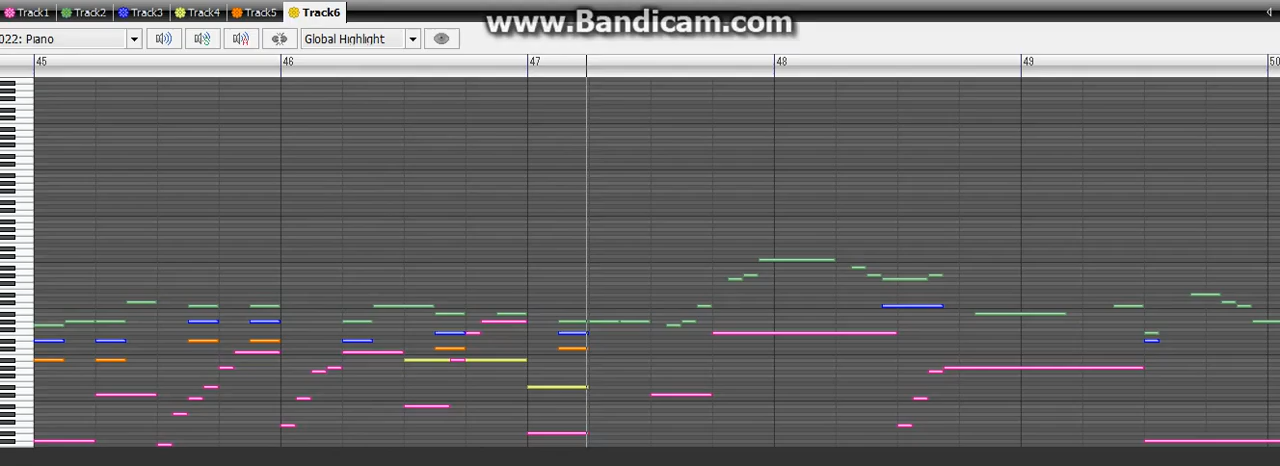 Track1 Track2 Track3 Track4 Track5 Track6
www.Bandicam.com
022: Piano Global Highlight
45 46 47 48 49 50